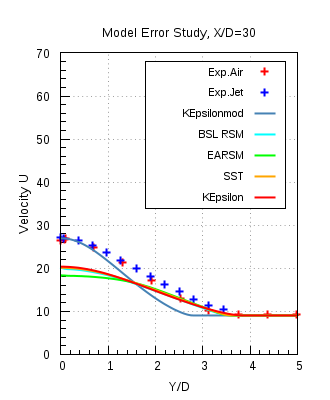 Model Error Study, X/D=30
70
60
50
40
30
20
10
0
Velocity U
Exp.Air
Exp.Jet
KEpsilonmod
BSL RSM
EARSM
SST
KEpsilon
0 1 2 3 4 5
Y/D